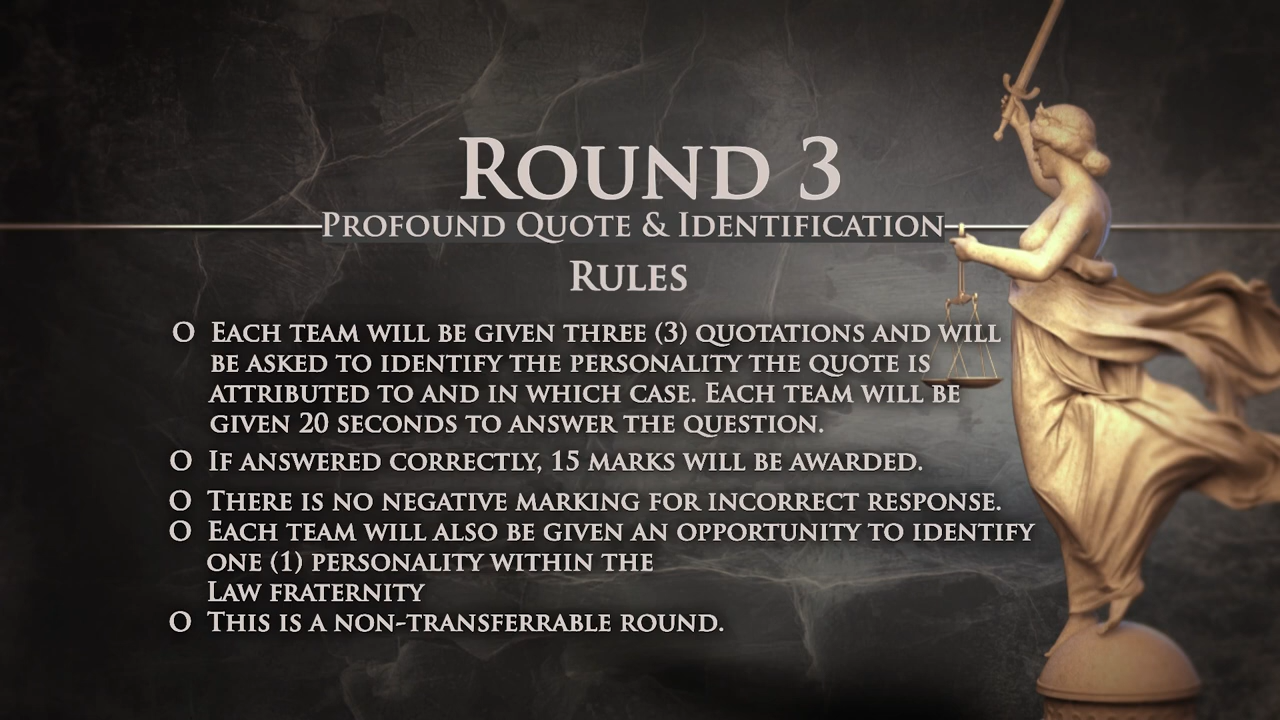 Round 3
Profound Quote & Identification
Rules
O Each team will be given three (3) quotations and will
be asked to identify the personality the quote is
attributed to and in which case. Each team will be
given 20 seconds to answer the question.
O If answered correctly, 15 marks will be awarded.
O There is no negative marking for incorrect response.
O Each team will also be given an opportunity to identify
one (1) personality within the
Law fraternity
O This is a non-transferrable round.